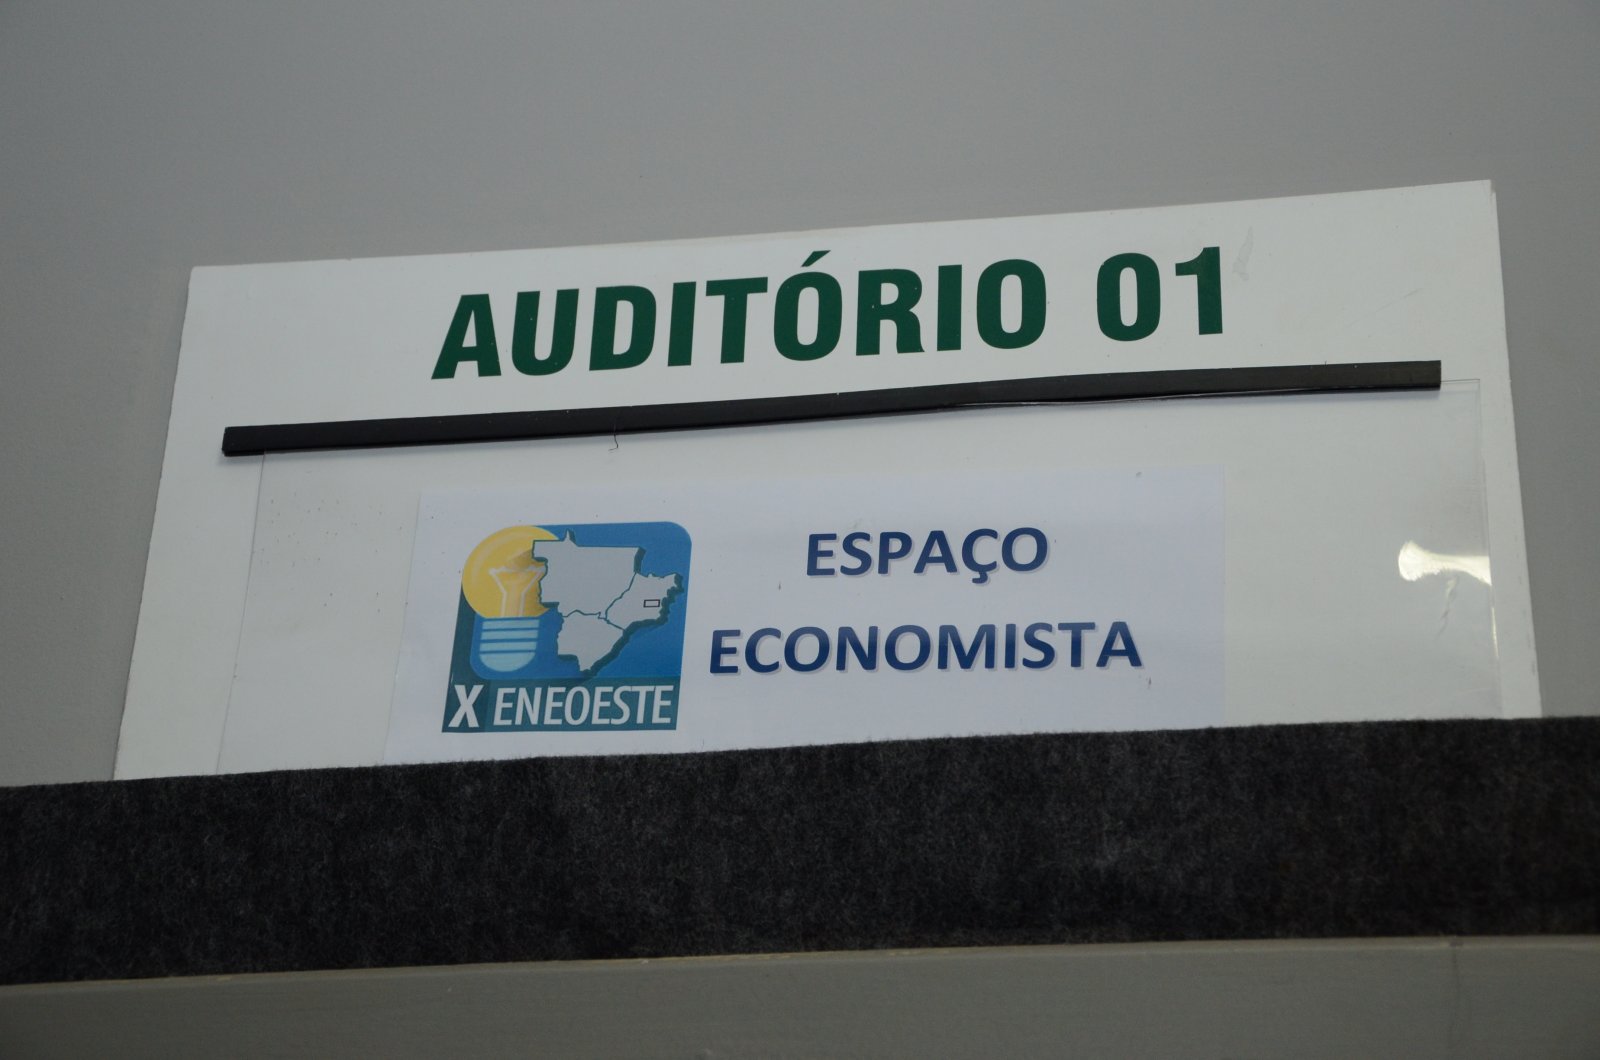 AUDITÓRIO 01
ESPAÇO
ECONOMISTA
X ENEOESTE